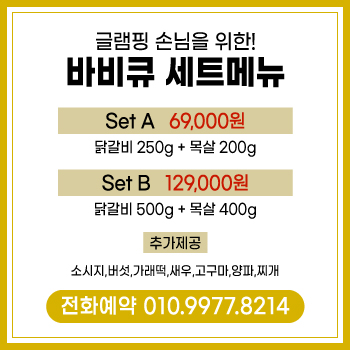 글램핑 손님을 위한!
바비큐 세트메뉴
Set A 69,000원
닭갈비 250g + 목살 200g
Set B 129,000원
닭갈비 500g + 목살 400g
추가제공
소시지,버섯,가래떡,새우,고구마,양파,찌개
전화예약 010.9977.8214